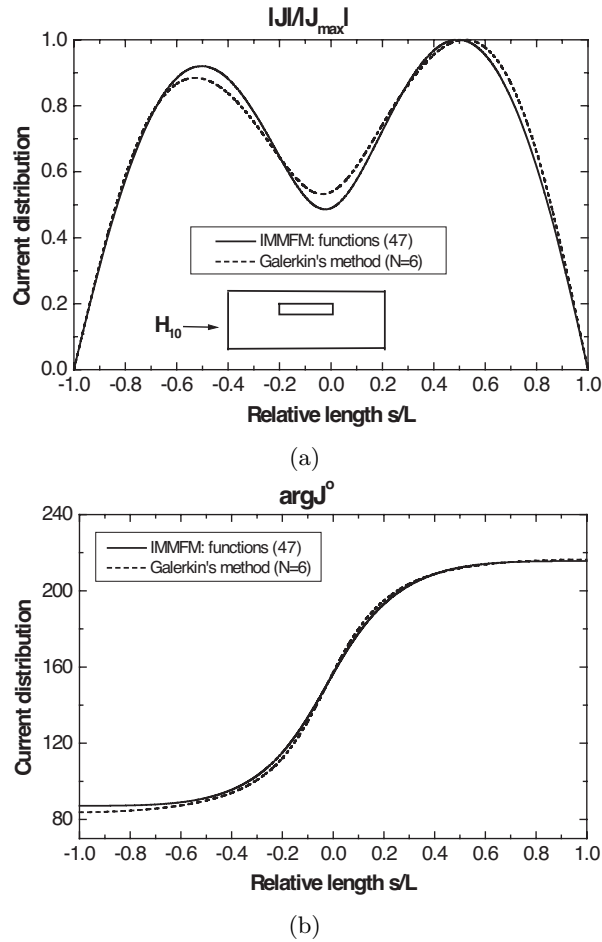 |J|/|J_max|
Current distribution
1.0
0.8
0.6
0.4
0.2
0.0
IMMFM: functions (47)
Galerkin's method (N=6)
H_10
-1.0 -0.8 -0.6 -0.4 -0.2 0.0 0.2 0.4 0.6 0.8 1.0
Relative length s/L
(a)
argJ°
Current distribution
240
200
160
120
80
IMMFM: functions (47)
Galerkin's method (N=6)
-1.0 -0.8 -0.6 -0.4 -0.2 0.0 0.2 0.4 0.6 0.8 1.0
Relative length s/L
(b)